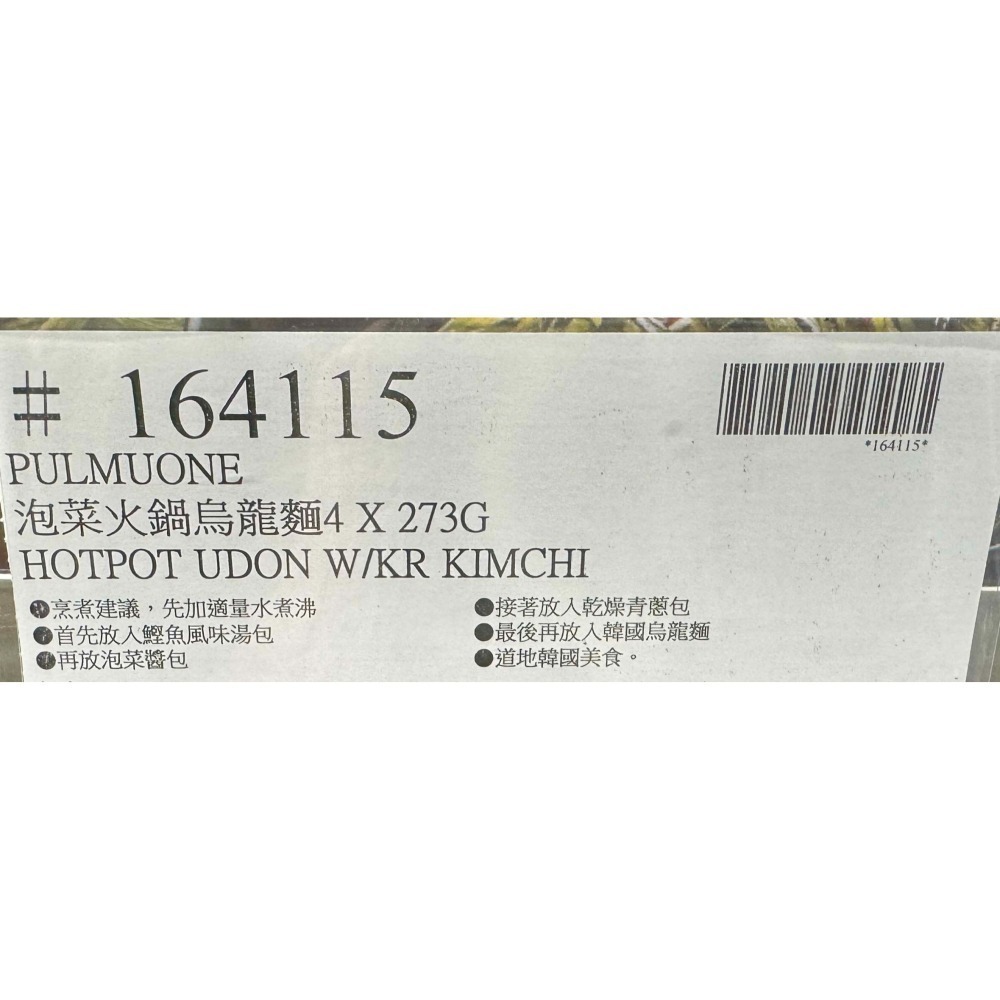 # 164115
*164115*
PULMUONE
泡菜火鍋烏龍麵4 X 273G
HOTPOT UDON W/KR KIMCHI
●烹煮建議，先加適量水煮沸
●首先放入鰹魚風味湯包
●再放泡菜醬包
●接著放入乾燥青蔥包
●最後再放入韓國烏龍麵
●道地韓國美食。